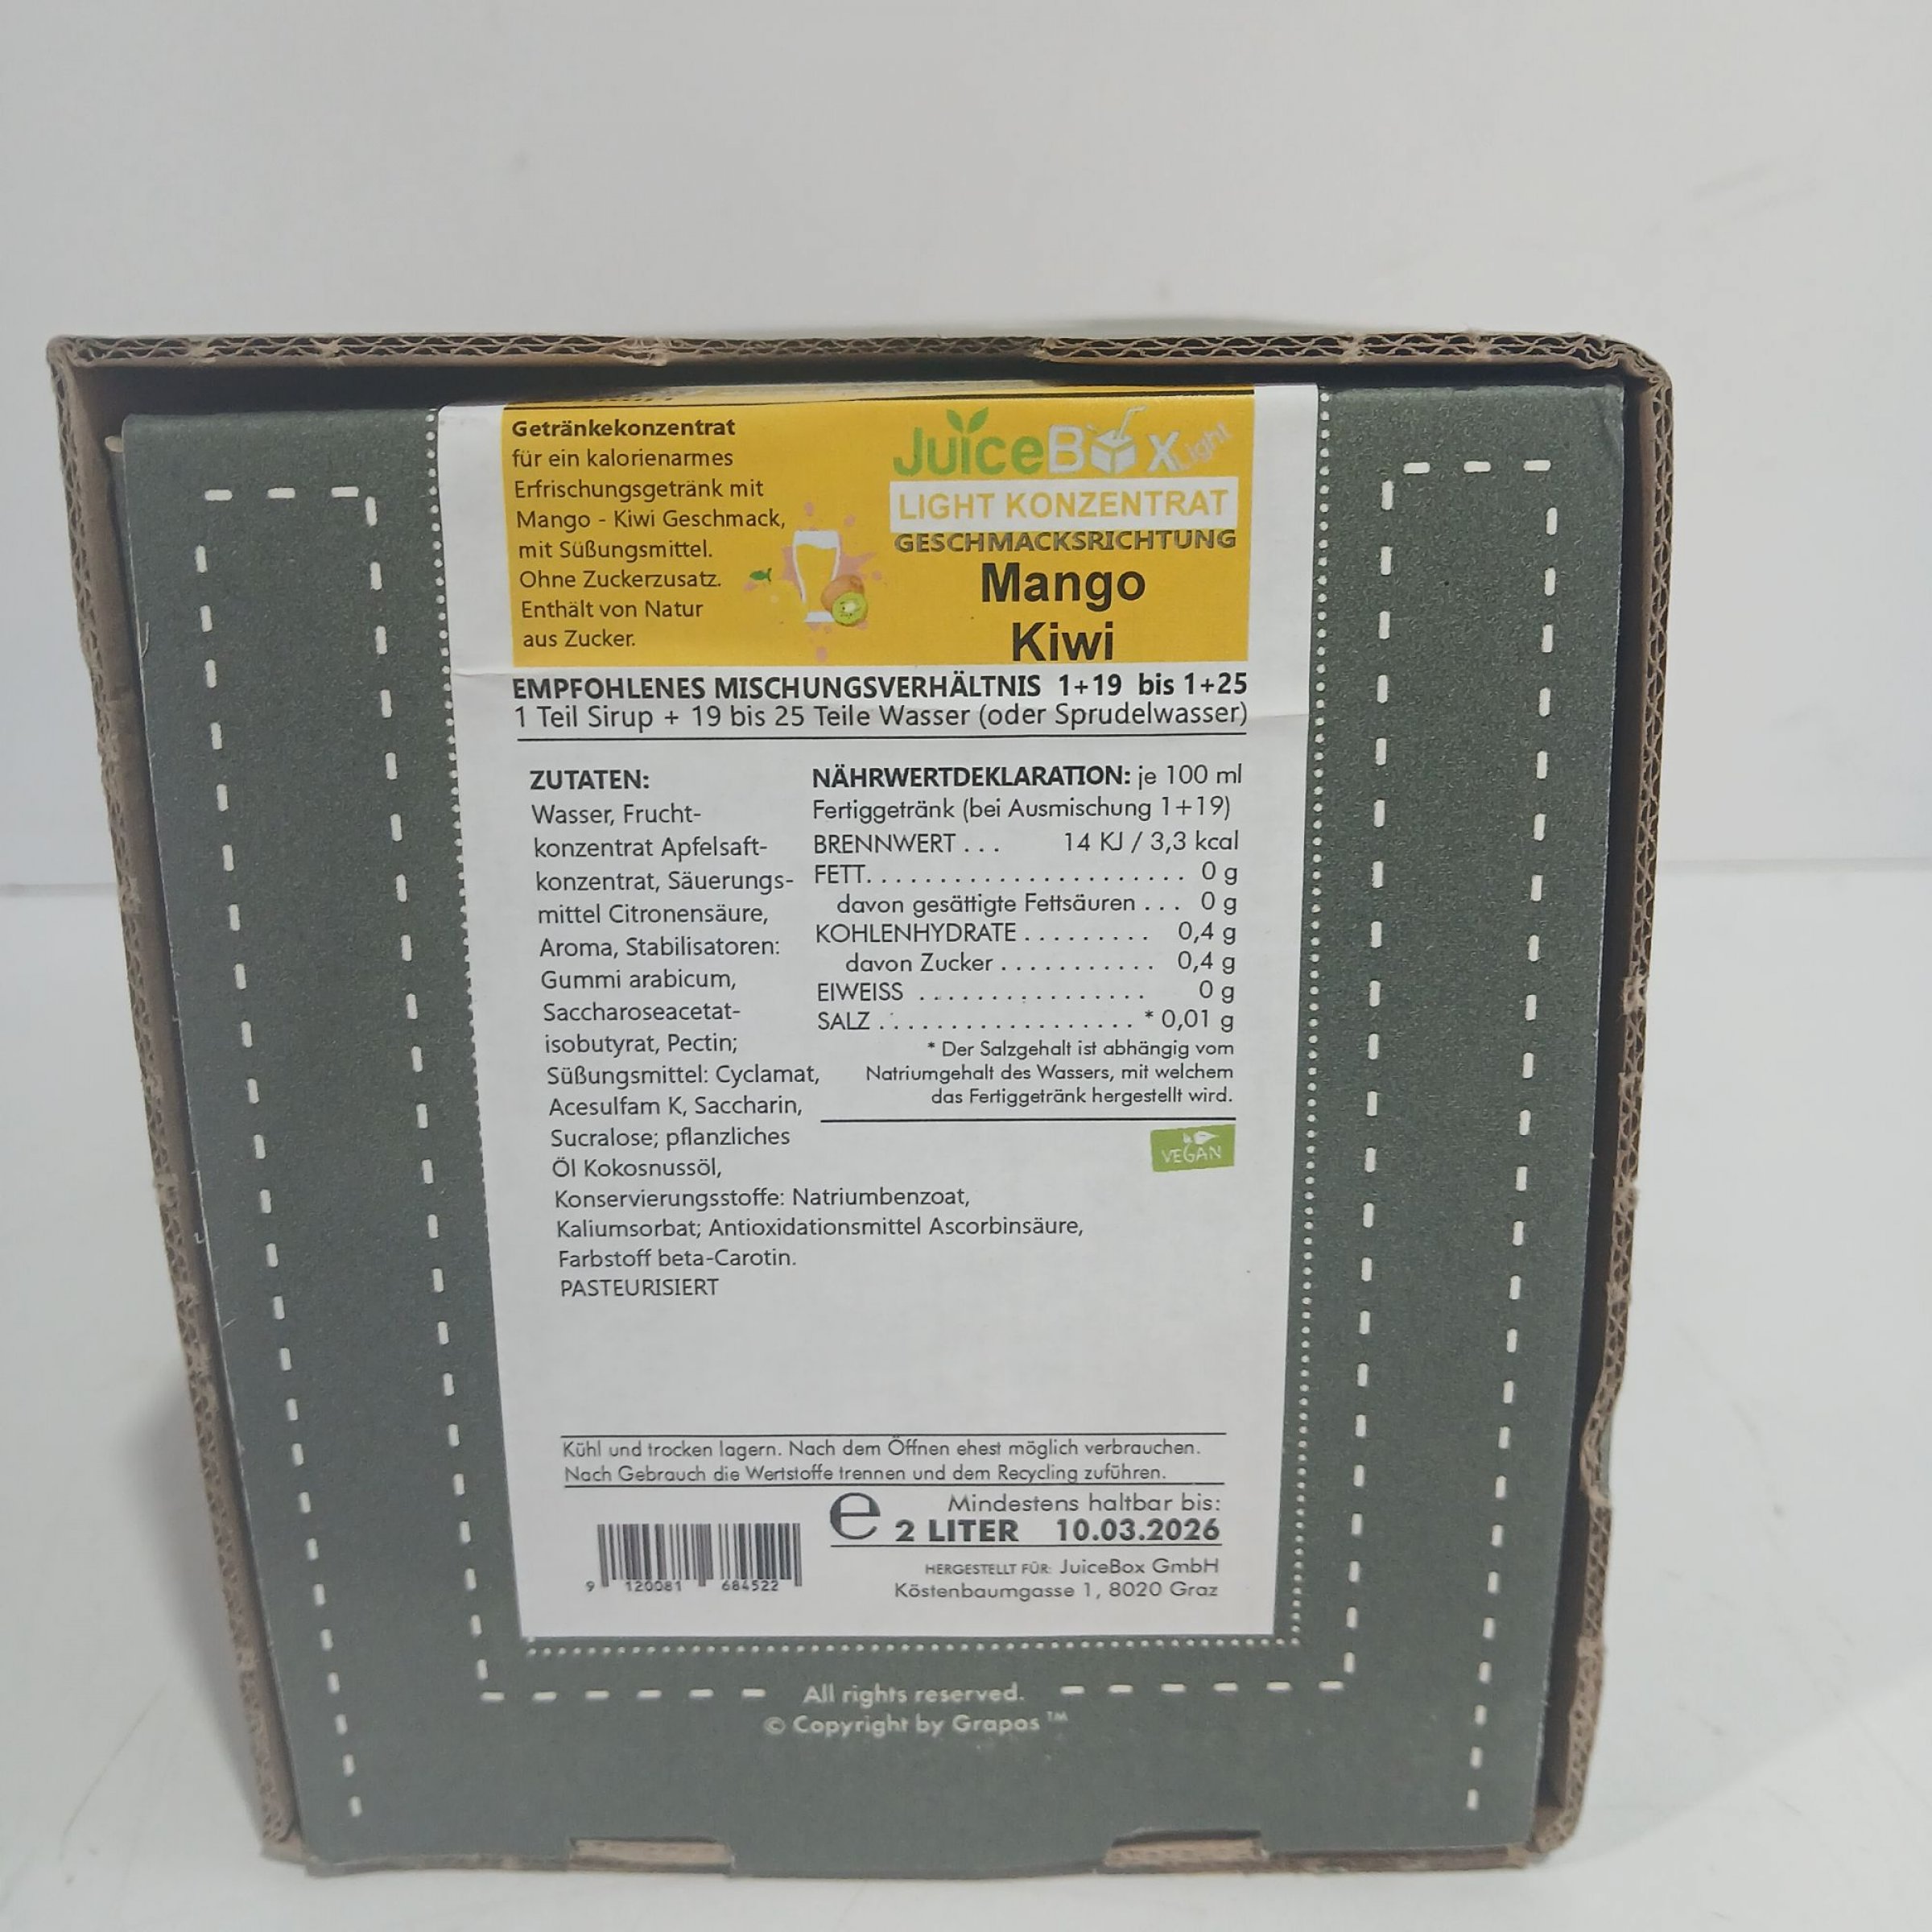 Getränkekonzentrat
für ein kalorienarmes
Erfrischungsgetränk mit
Mango - Kiwi Geschmack,
mit Süßungsmittel.
Ohne Zuckerzusatz.
Enthält von Natur
aus Zucker.
JuiceBox Light
LIGHT KONZENTRAT
GESCHMACKSRICHTUNG
Mango
Kiwi
EMPFOHLENES MISCHUNGSVERHÄLTNIS 1+19 bis 1+25
1 Teil Sirup + 19 bis 25 Teile Wasser (oder Sprudelwasser)
ZUTATEN:
Wasser, Frucht-
konzentrat Apfelsaft-
konzentrat, Säuerungs-
mittel Citronensäure,
Aroma, Stabilisatoren:
Gummi arabicum,
Saccharoseacetat-
isobutyrat, Pectin;
Süßungsmittel: Cyclamat,
Acesulfam K, Saccharin,
Sucralose; pflanzliches
Öl Kokosnussöl,
Konservierungsstoffe: Natriumbenzoat,
Kaliumsorbat; Antioxidationsmittel Ascorbinsäure,
Farbstoff beta-Carotin.
PASTEURISIERT
NÄHRWERTDEKLARATION: je 100 ml
Fertiggetränk (bei Ausmischung 1+19)
BRENNWERT . . . 14 KJ / 3,3 kcal
FETT. . . . . . . . . . . . . . . . . . . . . . 0 g
davon gesättigte Fettsäuren . . . 0 g
KOHLENHYDRATE . . . . . . . . . 0,4 g
davon Zucker . . . . . . . . . . . 0,4 g
EIWEISS . . . . . . . . . . . . . . . . 0 g
SALZ . . . . . . . . . . . . . . . . . . * 0,01 g
* Der Salzgehalt ist abhängig vom
Natriumgehalt des Wassers, mit welchem
das Fertiggetränk hergestellt wird.
VEGAN
Kühl und trocken lagern. Nach dem Öffnen ehest möglich verbrauchen.
Nach Gebrauch die Wertstoffe trennen und dem Recycling zuführen.
Mindestens haltbar bis:
e 2 LITER 10.03.2026
9 120081 684522
HERGESTELLT FÜR: JuiceBox GmbH
Köstenbaumgasse 1, 8020 Graz
All rights reserved.
© Copyright by Grapos ™